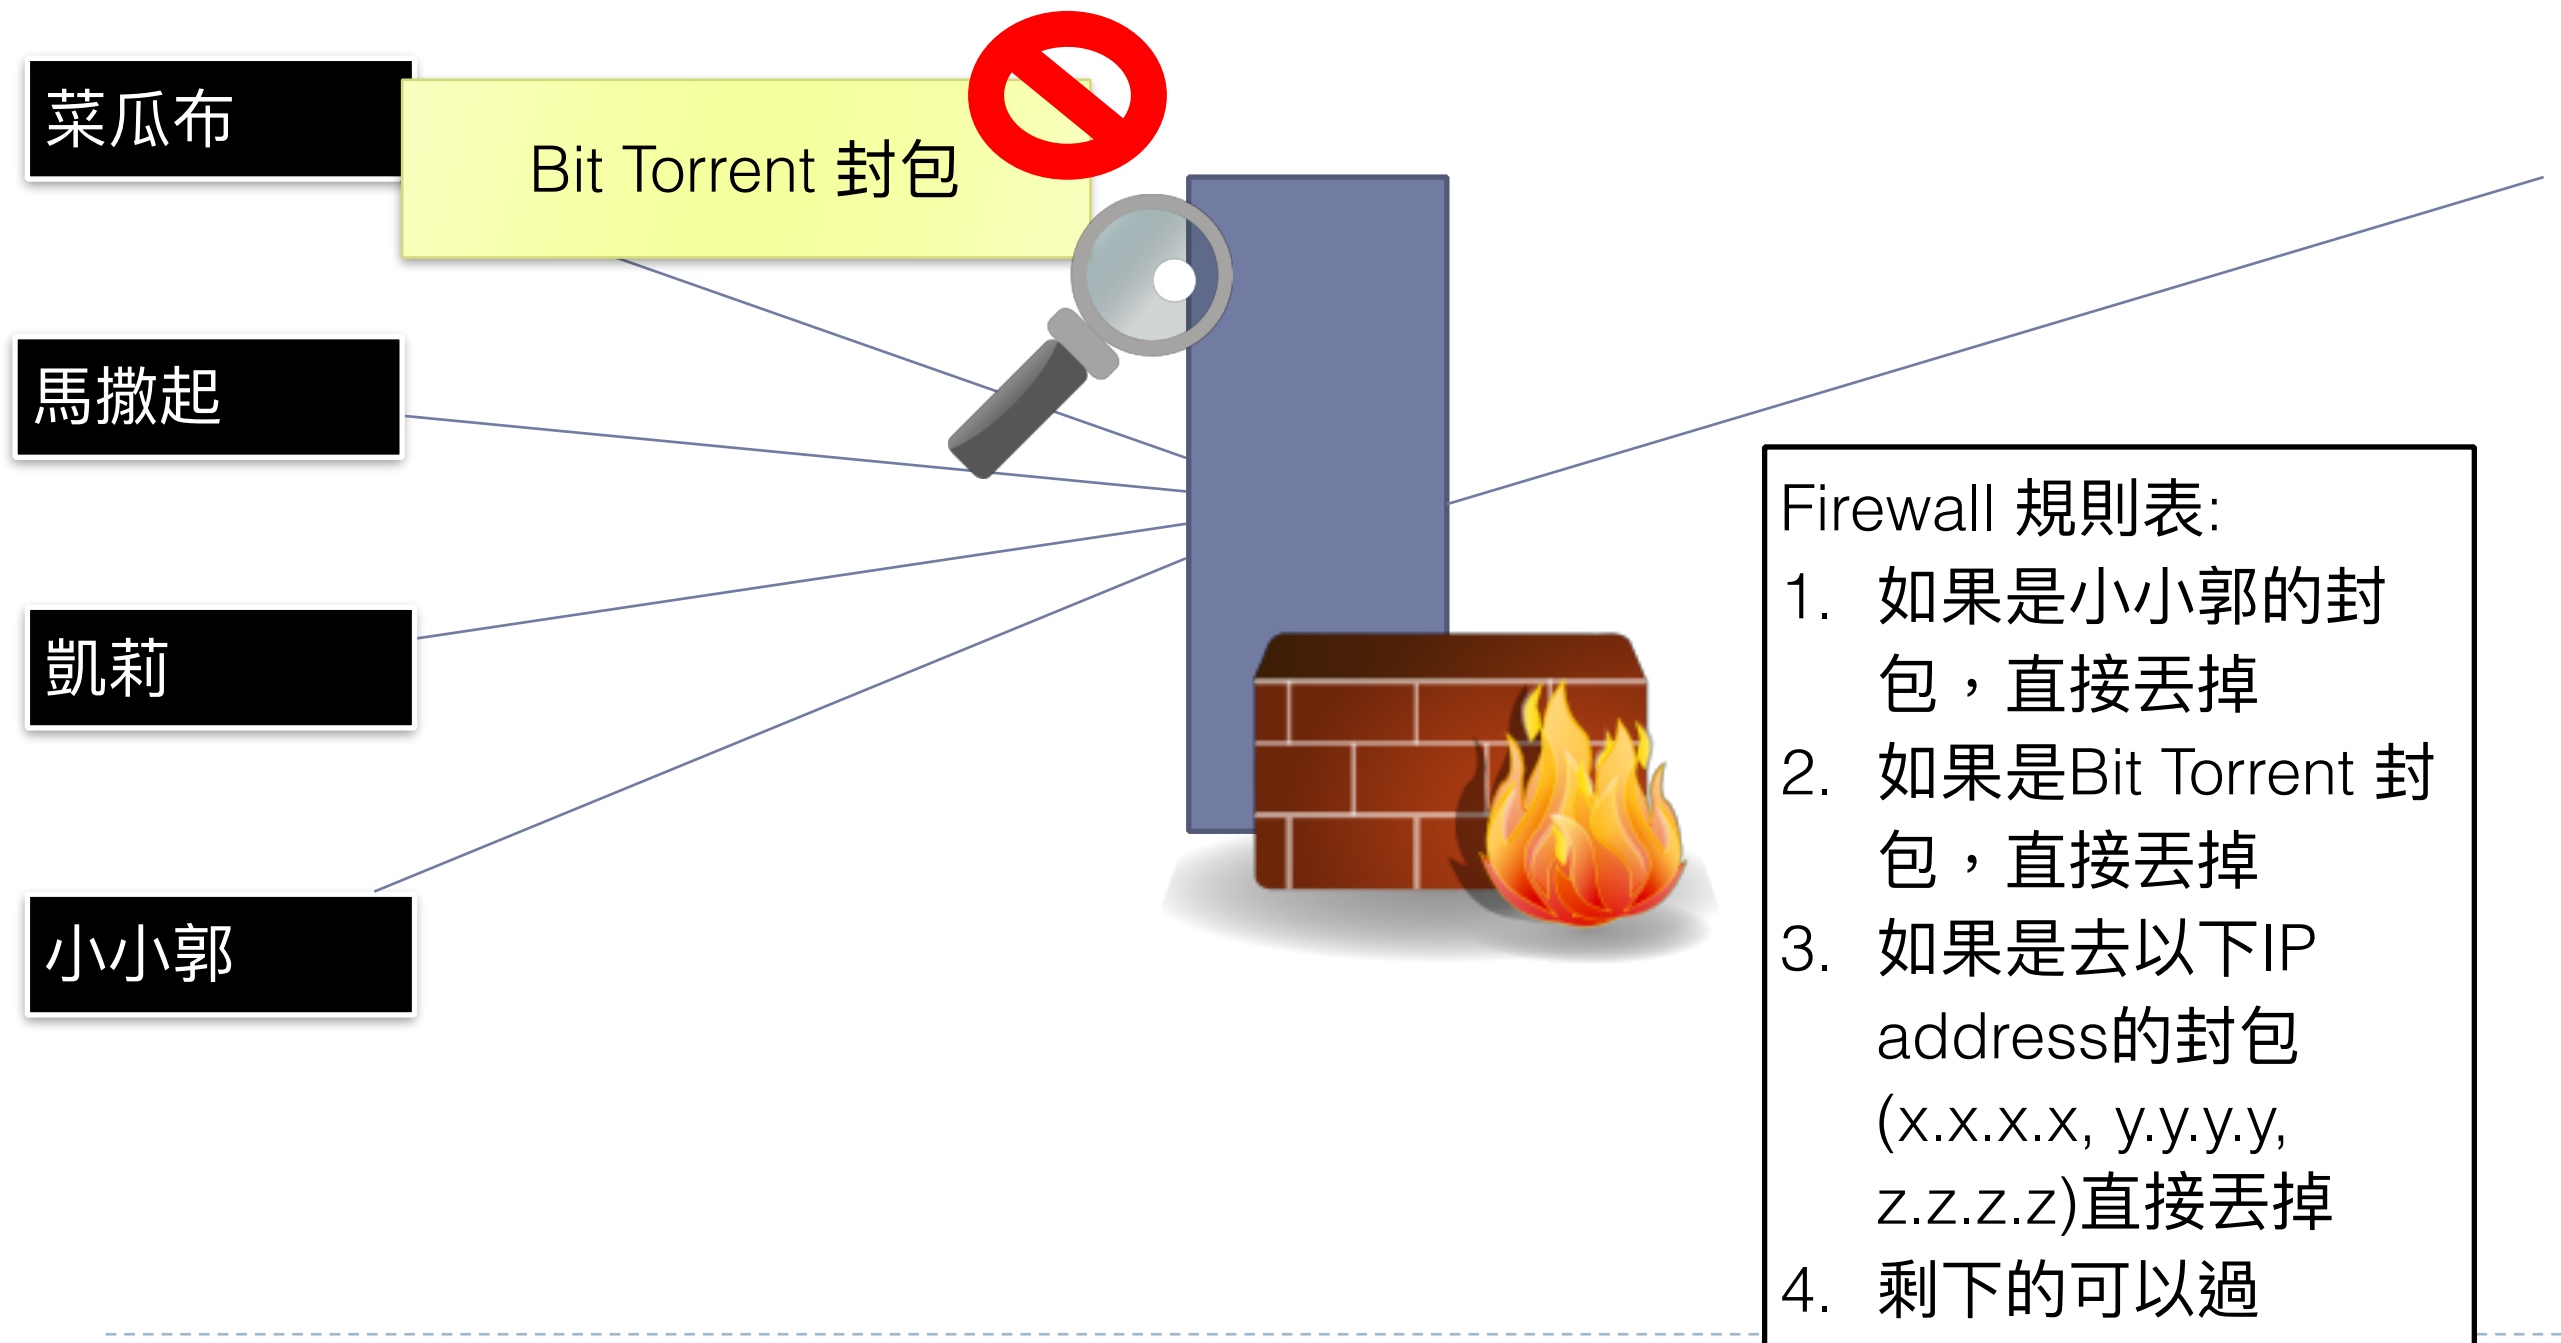 菜瓜布
Bit Torrent 封包
馬撒起
凱莉
小小郭
Firewall 規則表:
1. 如果是小小郭的封
包，直接丟掉
2. 如果是Bit Torrent 封
包，直接丟掉
3. 如果是去以下IP
address的封包
(x.x.x.x, y.y.y.y,
z.z.z.z)直接丟掉
4. 剩下的可以過